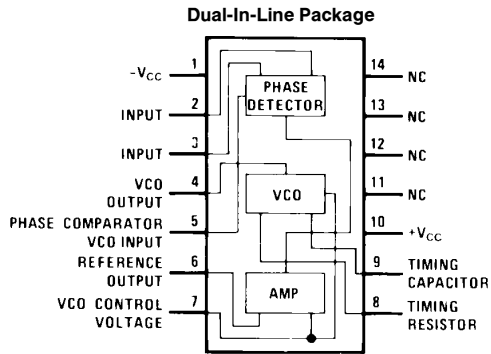 Dual-In-Line Package
1
−VCC
2
INPUT
3
INPUT
4
VCO
OUTPUT
5
PHASE COMPARATOR
VCO INPUT
6
REFERENCE
OUTPUT
7
VCO CONTROL
VOLTAGE
PHASE
DETECTOR
VCO
AMP
14
NC
13
NC
12
NC
11
NC
10
+VCC
9
TIMING
CAPACITOR
8
TIMING
RESISTOR